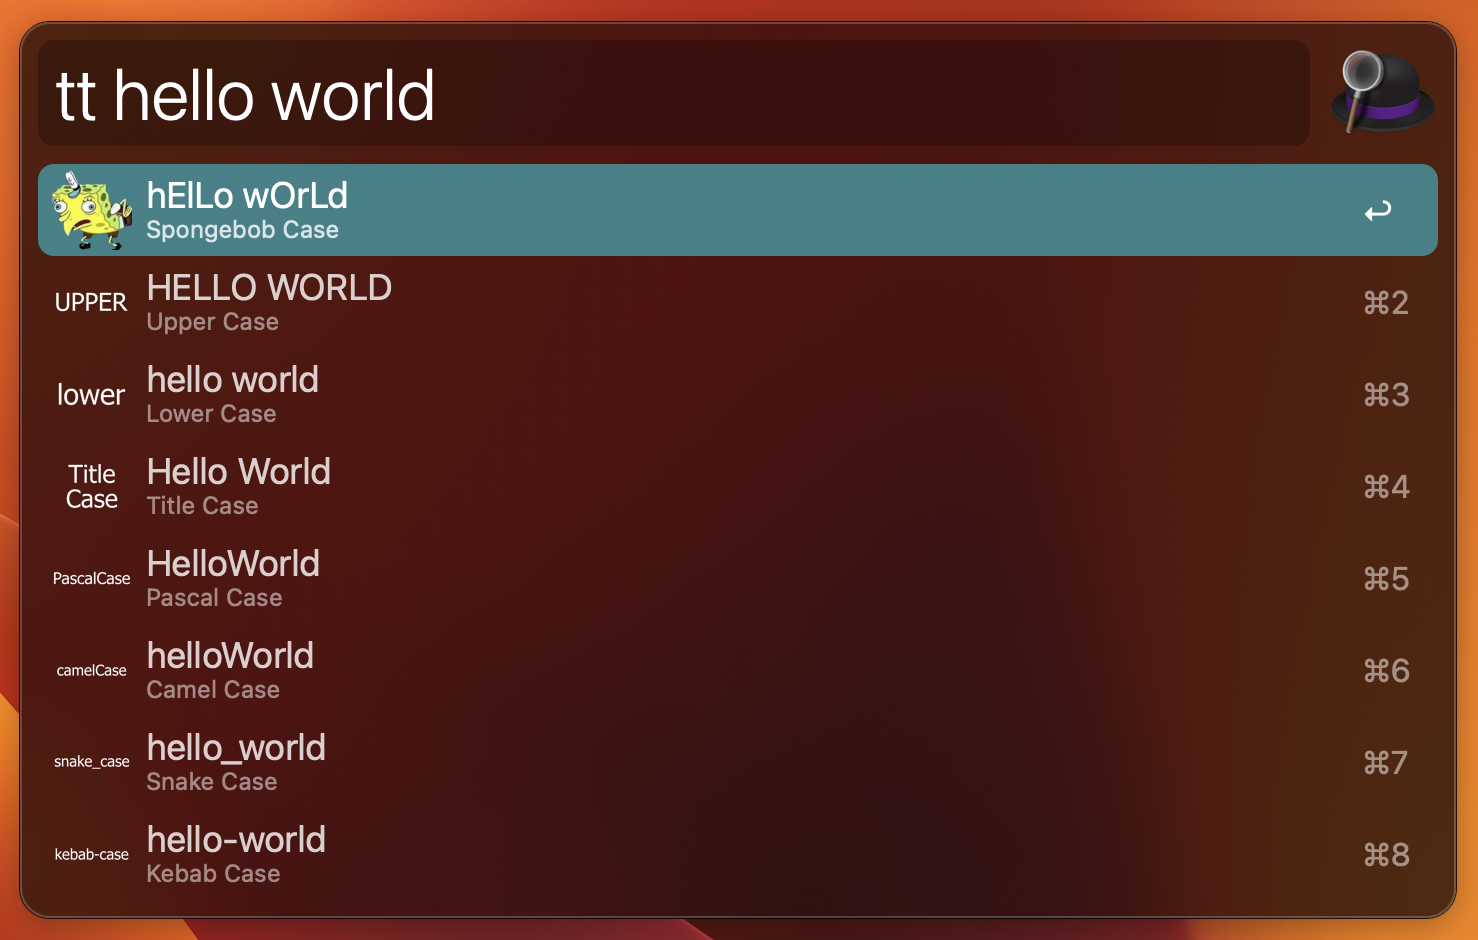 tt hello world
hElLo wOrLd
Spongebob Case
UPPER
HELLO WORLD
Upper Case
⌘2
lower
hello world
Lower Case
⌘3
Title
Case
Hello World
Title Case
⌘4
PascalCase
HelloWorld
Pascal Case
⌘5
camelCase
helloWorld
Camel Case
⌘6
snake_case
hello_world
Snake Case
⌘7
kebab-case
hello-world
Kebab Case
⌘8